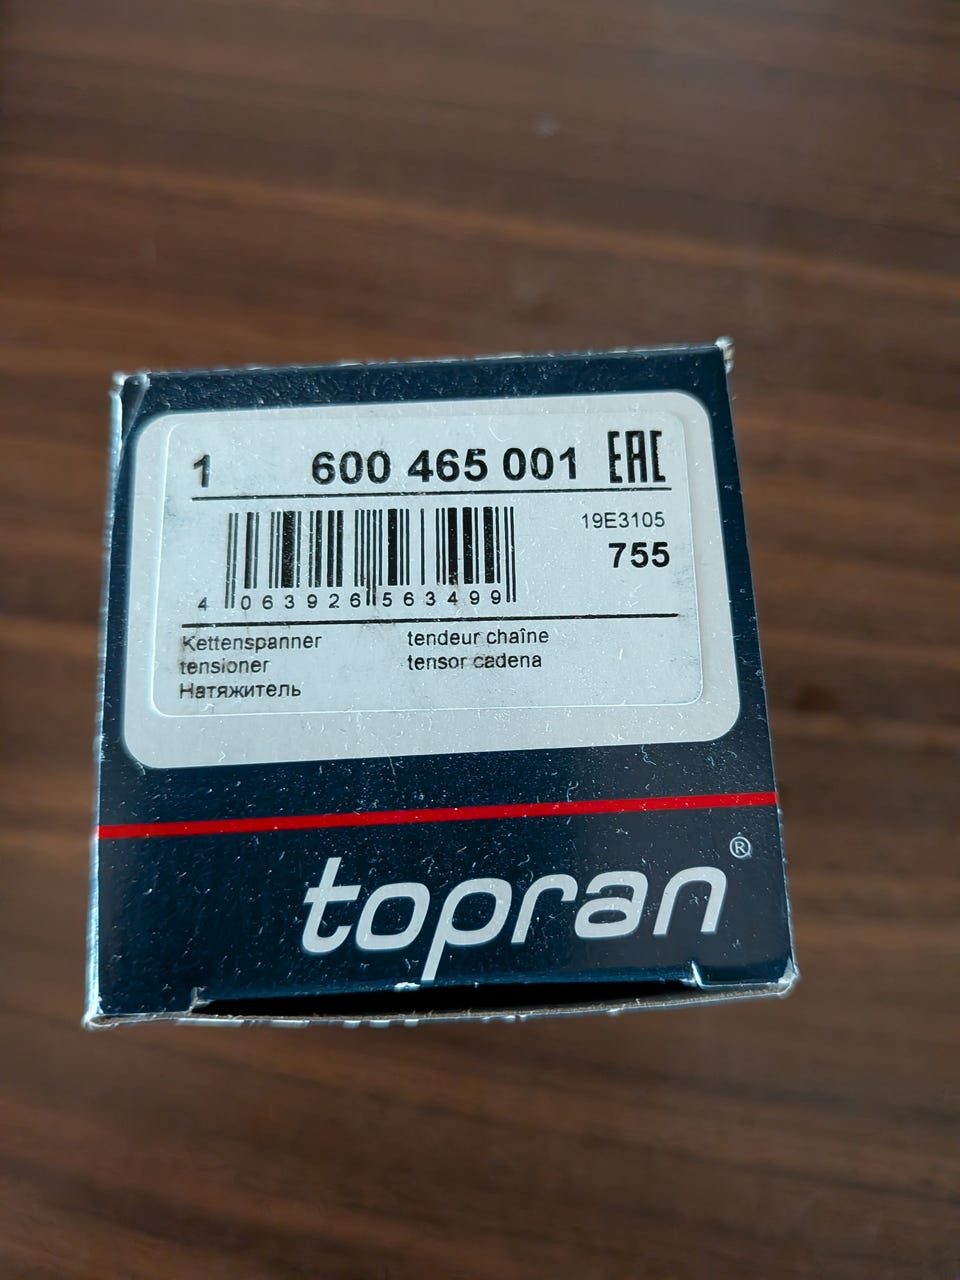 1 600 465 001 EAC
19E3105
755
4 063926 563499
Kettenspanner tendeur chaîne
tensioner tensor cadena
Натяжитель
topran®